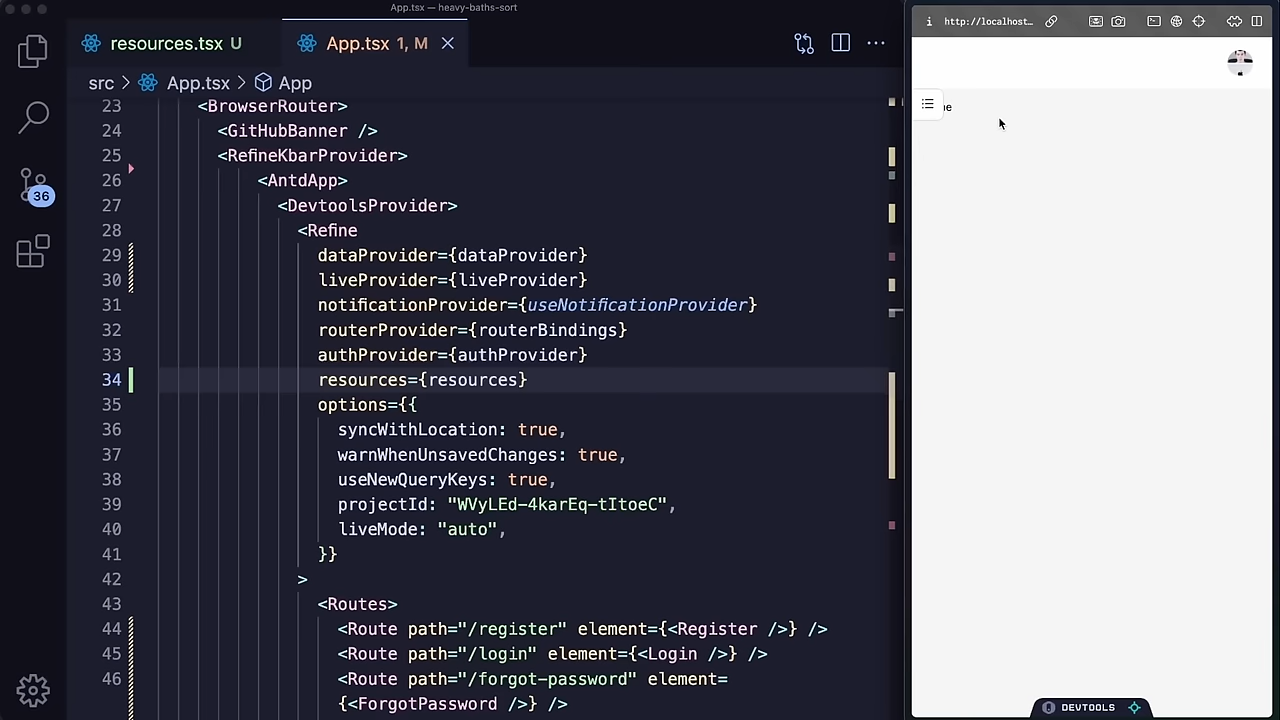 App.tsx — heavy-baths-sort
resources.tsx U
App.tsx 1, M
src > App.tsx > App
http://localhost...
23 <BrowserRouter>
24 <GitHubBanner />
25 <RefineKbarProvider>
26 <AntdApp>
27 <DevtoolsProvider>
28 <Refine
29 dataProvider={dataProvider}
30 liveProvider={liveProvider}
31 notificationProvider={useNotificationProvider}
32 routerProvider={routerBindings}
33 authProvider={authProvider}
34 resources={resources}
35 options={{
36 syncWithLocation: true,
37 warnWhenUnsavedChanges: true,
38 useNewQueryKeys: true,
39 projectId: "WVyLEd-4karEq-tItoeC",
40 liveMode: "auto",
41 }}
42 >
43 <Routes>
44 <Route path="/register" element={<Register />} />
45 <Route path="/login" element={<Login />} />
46 <Route path="/forgot-password" element=
{<ForgotPassword />} />
36
DEVTOOLS